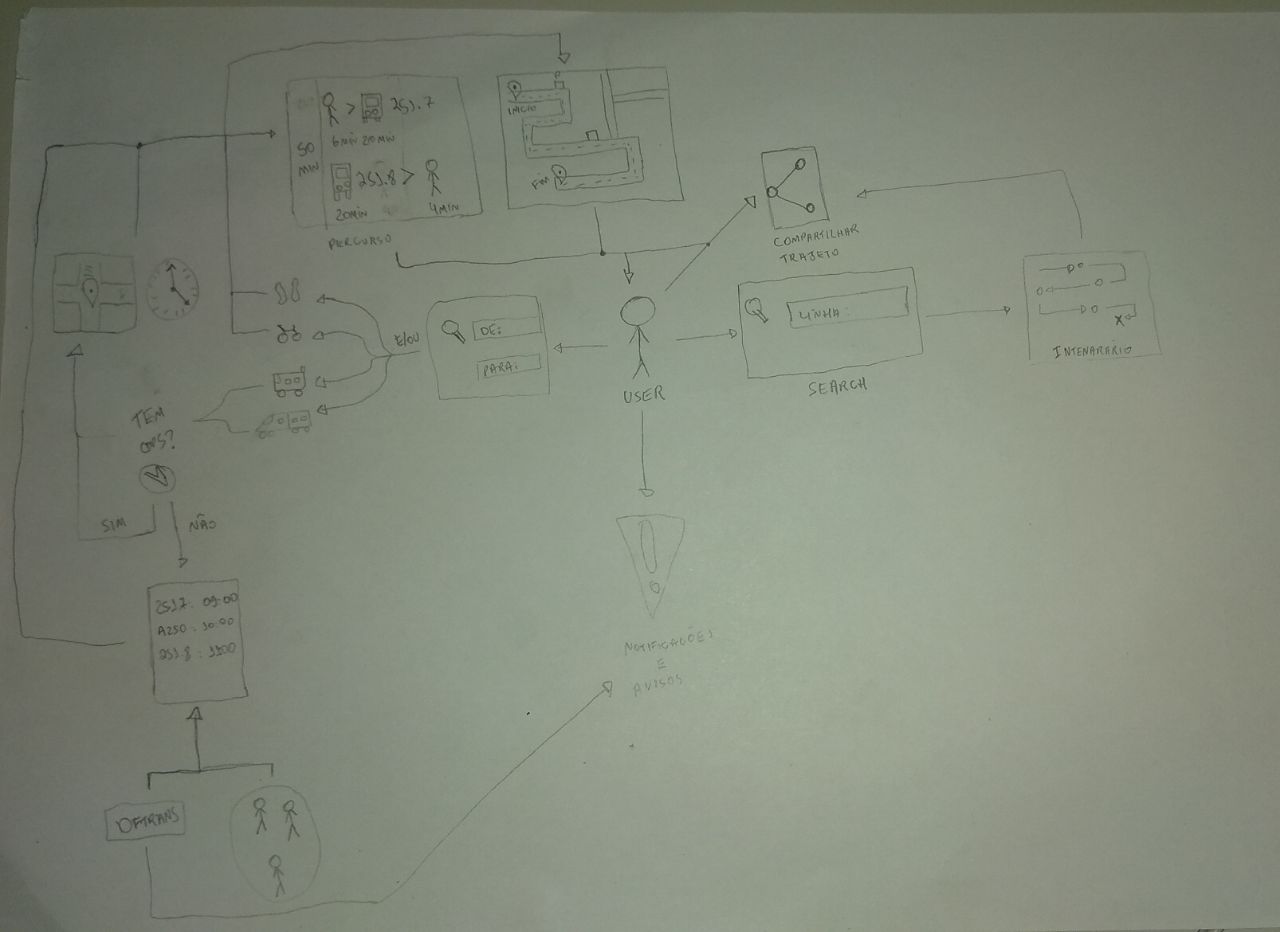 251.7
6MIN 20MIN
50
MIN
251.8
20MIN
4MIN
PERCURSO
INICIO
FIM
COMPARTILHAR
TRAJETO
E/OU
DE:
PARA:
USER
LINHA:
SEARCH
INTENARÁRIO
TEM
GPS?
SIM
NÃO
251.7: 09:00
A250: 10:00
251.8: 11:00
NOTIFICAÇÕES
E
AVISOS
DFTRANS